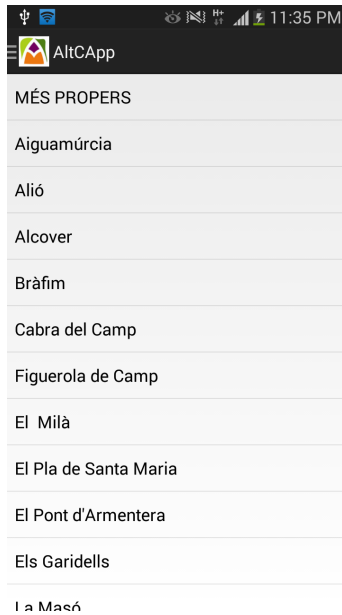 H+ 11:35 PM
AltCApp
MÉS PROPERS
Aiguamúrcia
Alió
Alcover
Bràfim
Cabra del Camp
Figuerola de Camp
El  Milà
El Pla de Santa Maria
El Pont d'Armentera
Els Garidells
La Masó